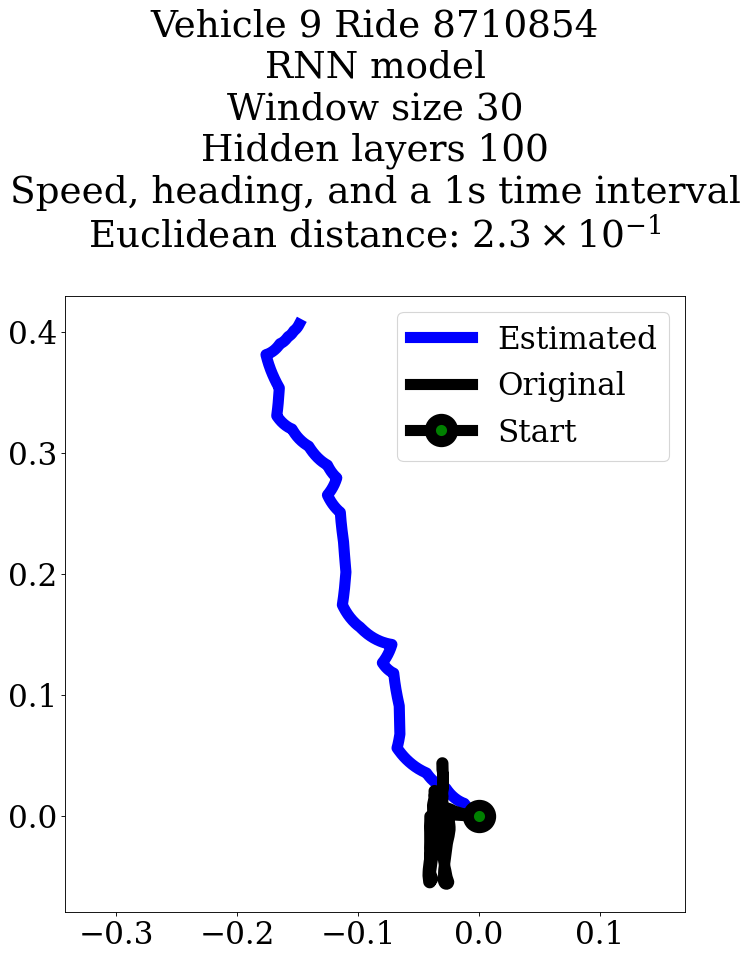 Vehicle 9 Ride 8710854
RNN model
Window size 30
Hidden layers 100
Speed, heading, and a 1s time interval
Euclidean distance: 2.3 × 10⁻¹
Estimated
Original
Start
0.4
0.3
0.2
0.1
0.0
−0.3 −0.2 −0.1 0.0 0.1